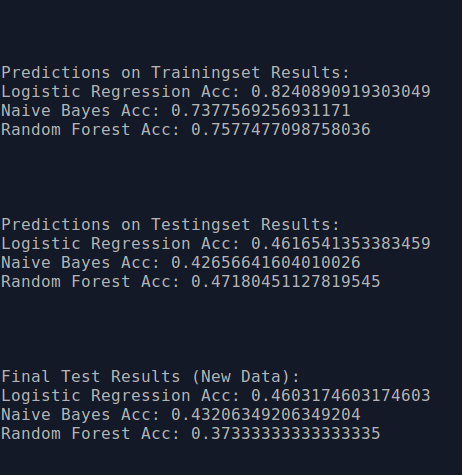 Predictions on Trainingset Results:
Logistic Regression Acc: 0.8240890919303049
Naive Bayes Acc: 0.7377569256931171
Random Forest Acc: 0.7577477098758036
Predictions on Testingset Results:
Logistic Regression Acc: 0.4616541353383459
Naive Bayes Acc: 0.42656641604010026
Random Forest Acc: 0.47180451127819545
Final Test Results (New Data):
Logistic Regression Acc: 0.4603174603174603
Naive Bayes Acc: 0.43206349206349204
Random Forest Acc: 0.37333333333333335